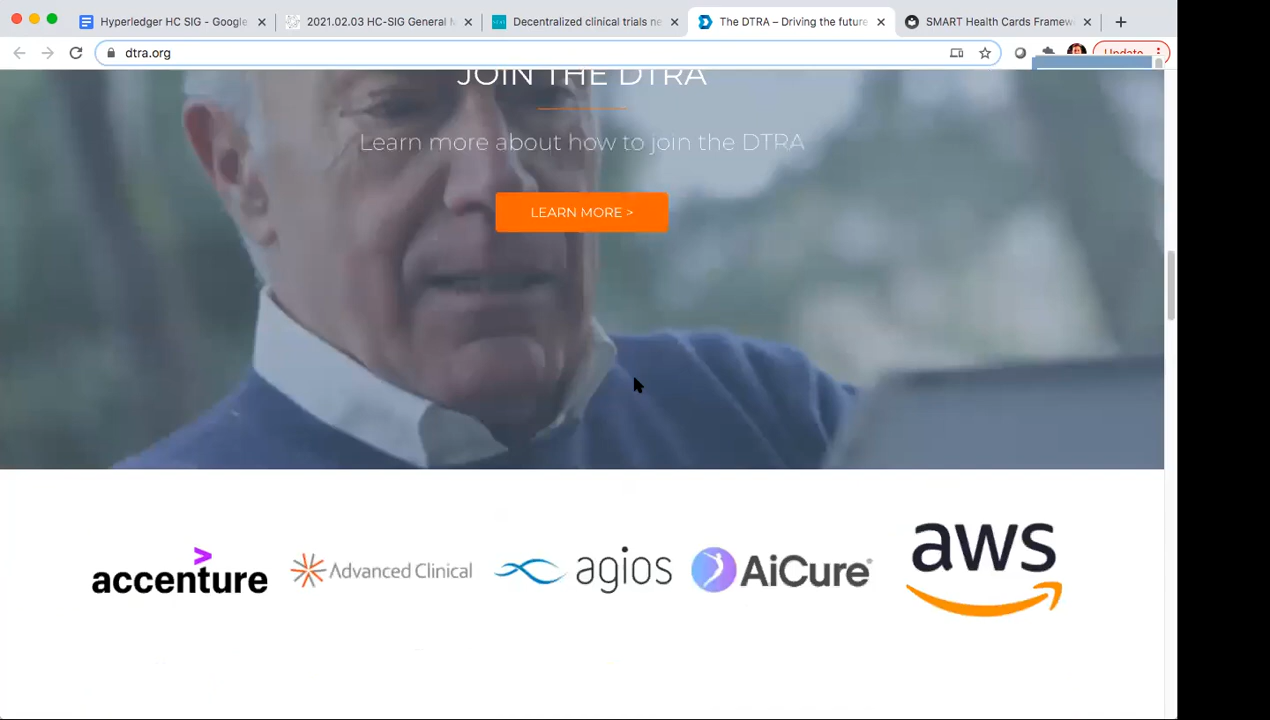 Hyperledger HC SIG - Google
2021.02.03 HC-SIG General M
Decentralized clinical trials ne
The DTRA – Driving the future
SMART Health Cards Framew
dtra.org
Update
JOIN THE DTRA
Learn more about how to join the DTRA
LEARN MORE >
accenture
Advanced Clinical
agios
AiCure®
aws